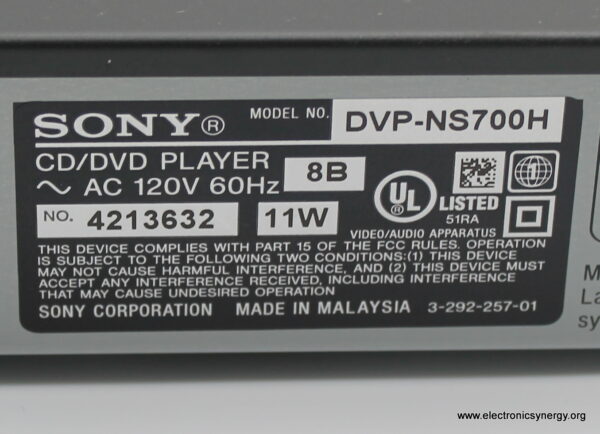 SONY® MODEL NO. DVP-NS700H
CD/DVD PLAYER 8B
~ AC 120V 60Hz
UL ® LISTED
51RA
NO. 4213632 11W
VIDEO/AUDIO APPARATUS
THIS DEVICE COMPLIES WITH PART 15 OF THE FCC RULES. OPERATION
IS SUBJECT TO THE FOLLOWING TWO CONDITIONS:(1) THIS DEVICE
MAY NOT CAUSE HARMFUL INTERFERENCE, AND (2) THIS DEVICE MUST
ACCEPT ANY INTERFERENCE RECEIVED, INCLUDING INTERFERENCE
THAT MAY CAUSE UNDESIRED OPERATION
SONY CORPORATION MADE IN MALAYSIA 3-292-257-01
www.electronicsynergy.org